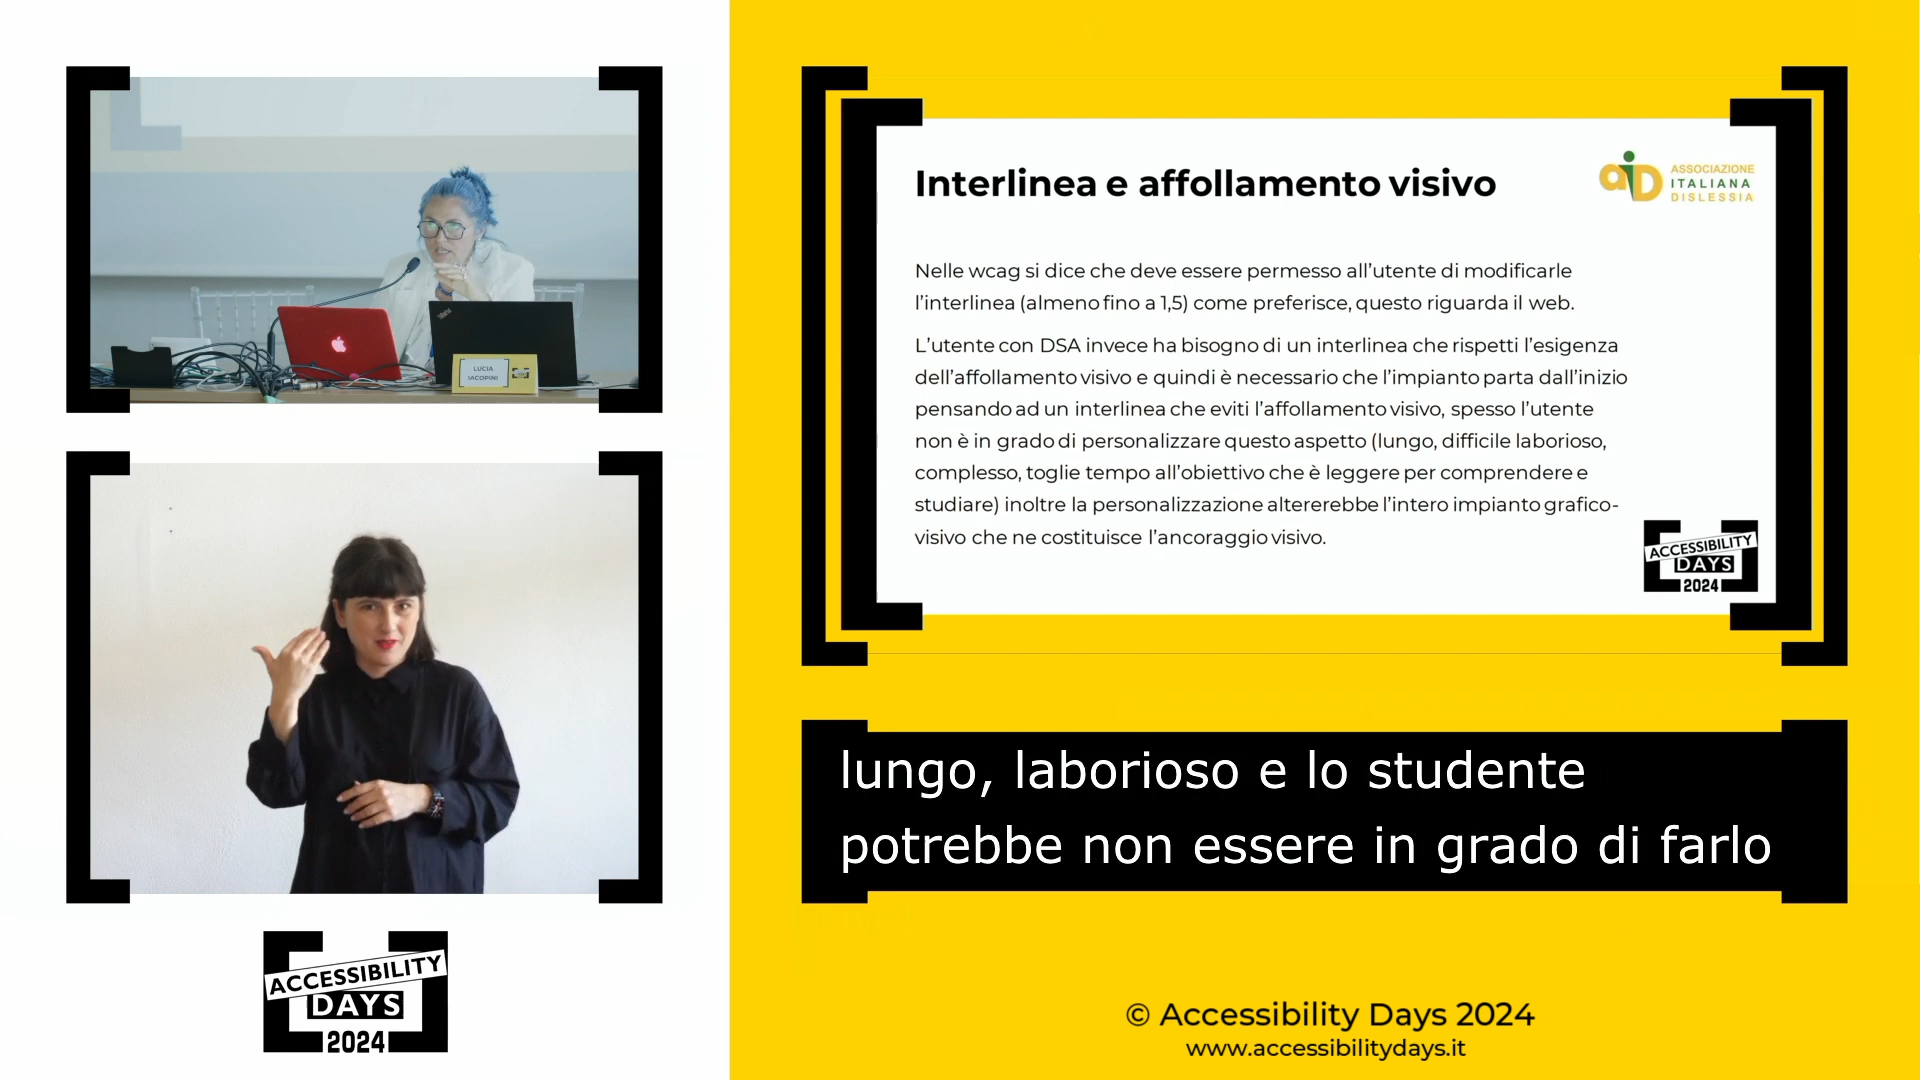 LUCIA
IACOPINI
ACCESSIBILITY
DAYS
2024
Interlinea e affollamento visivo
ASSOCIAZIONE
ITALIANA
DISLESSIA
Nelle wcag si dice che deve essere permesso all’utente di modificarle
l’interlinea (almeno fino a 1,5) come preferisce, questo riguarda il web.
L’utente con DSA invece ha bisogno di un interlinea che rispetti l’esigenza
dell’affollamento visivo e quindi è necessario che l’impianto parta dall’inizio
pensando ad un interlinea che eviti l’affollamento visivo, spesso l’utente
non è in grado di personalizzare questo aspetto (lungo, difficile laborioso,
complesso, toglie tempo all’obiettivo che è leggere per comprendere e
studiare) inoltre la personalizzazione altererebbe l’intero impianto grafico-
visivo che ne costituisce l’ancoraggio visivo.
ACCESSIBILITY
DAYS
2024
lungo, laborioso e lo studente
potrebbe non essere in grado di farlo
© Accessibility Days 2024
www.accessibilitydays.it